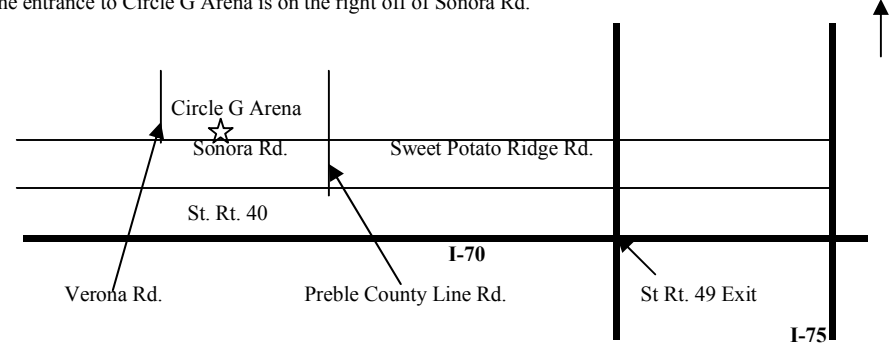 he entrance to Circle G Arena is on the right off of Sonora Rd.
Circle G Arena
Sonora Rd.
Sweet Potato Ridge Rd.
St. Rt. 40
I-70
Verona Rd.
Preble County Line Rd.
St Rt. 49 Exit
I-75